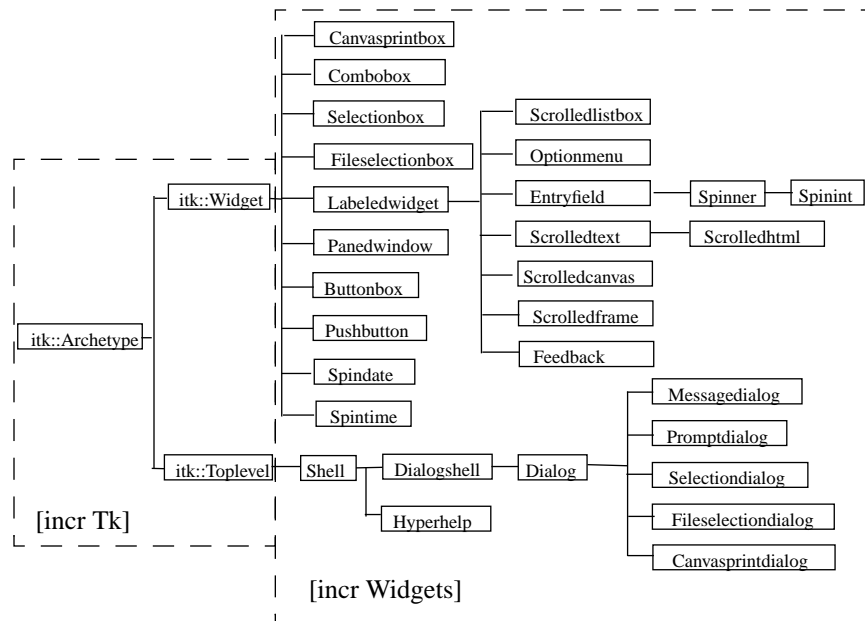 Canvasprintbox
Combobox
Selectionbox
Scrolledlistbox
Fileselectionbox
Optionmenu
itk::Widget
Labeledwidget
Entryfield
Spinner
Spinint
Panedwindow
Scrolledtext
Scrolledhtml
Buttonbox
Scrolledcanvas
Pushbutton
Scrolledframe
itk::Archetype
Feedback
Spindate
Messagedialog
Spintime
Promptdialog
itk::Toplevel
Shell
Dialogshell
Dialog
Selectiondialog
[incr Tk]
Hyperhelp
Fileselectiondialog
Canvasprintdialog
[incr Widgets]